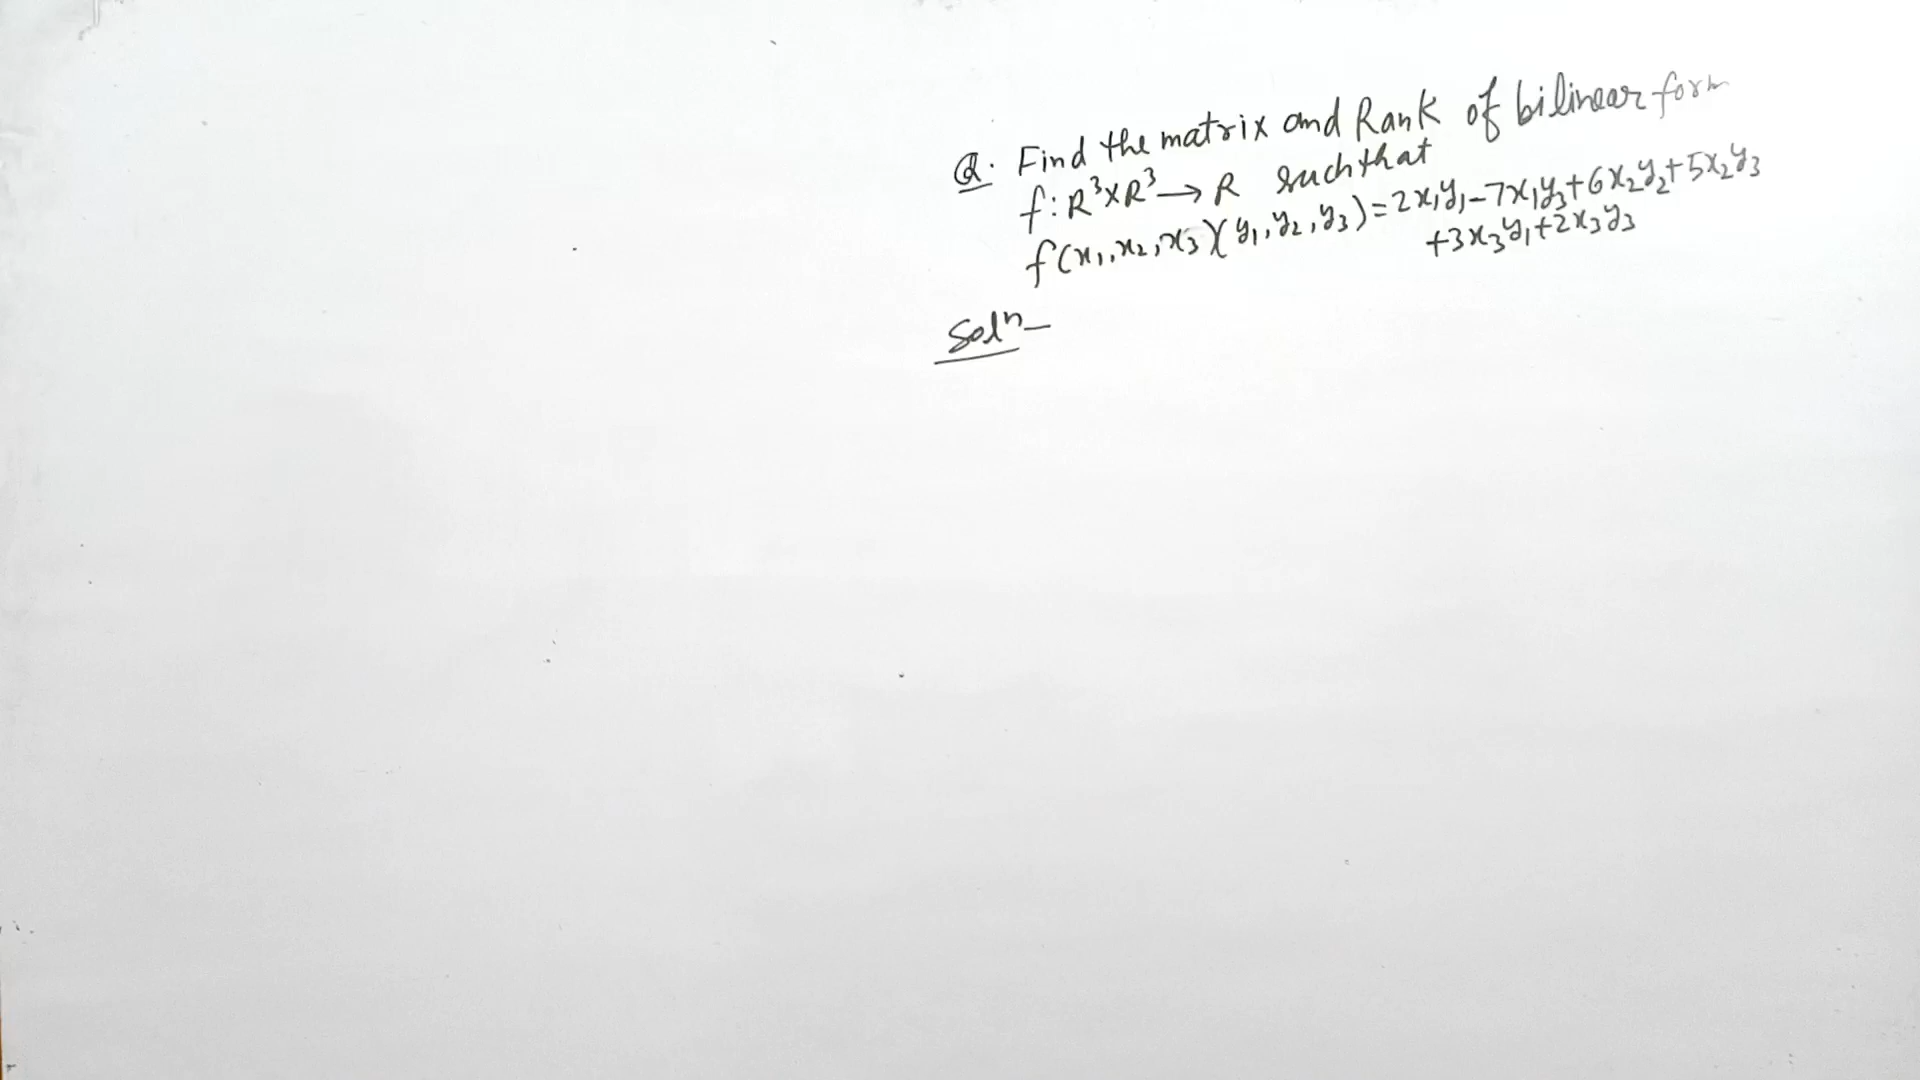 Q. Find the matrix and Rank of bilinear form
f: R³×R³→ R such that
f(x₁,x₂,x₃)(y₁,y₂,y₃)=2x₁y₁-7x₁y₃+6x₂y₂+5x₂y₃
+3x₃y₁+2x₃y₃
Solⁿ-